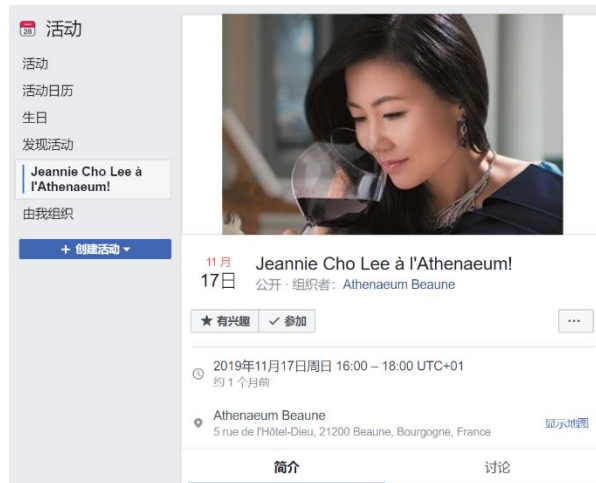 28 活动
活动
活动日历
生日
发现活动
Jeannie Cho Lee à
l'Athenaeum!
由我组织
+ 创建活动
11月
17日
Jeannie Cho Lee à l'Athenaeum!
公开 · 组织者：Athenaeum Beaune
★ 有兴趣
✓ 参加
...
2019年11月17日周日 16:00 – 18:00 UTC+01
约 1 个月前
Athenaeum Beaune
5 rue de l'Hôtel-Dieu, 21200 Beaune, Bourgogne, France
显示地图
简介
讨论